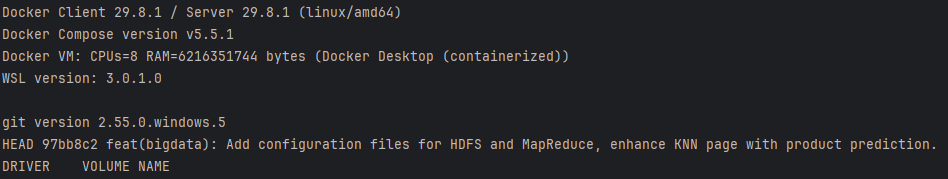 Docker Client 29.8.1 / Server 29.8.1 (linux/amd64)
Docker Compose version v5.5.1
Docker VM: CPUs=8 RAM=6216351744 bytes (Docker Desktop (containerized))
WSL version: 3.0.1.0
git version 2.55.0.windows.5
HEAD 97bb8c2 feat(bigdata): Add configuration files for HDFS and MapReduce, enhance KNN page with product prediction.
DRIVER    VOLUME NAME